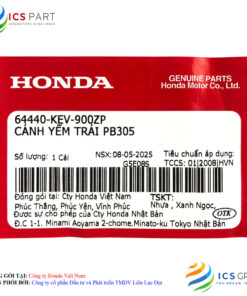 ICS PART
HONDA
GENUINE PARTS
Honda Motor Co., Ltd.
64440-KEV-900ZP
CÁNH YẾM TRÁI PB305
Số lượng: 1 Cái
NSX: 08-05-2025
Tiêu chuẩn áp dụng:
GSE08S
TCCS: 01|2008|HVN
Đóng gói tại: Cty Honda Việt Nam
TSKT:
Phúc Thắng, Phúc Yên, Vĩnh Phúc
Nhựa, Xanh Ngọc,
Được sự cho phép của Cty Honda Nhật Bản
OTK
Đ.C 1-1. Minami Aoyama 2-chome.Minato-ku Tokyo Nhật Bản
GÓI TẠI: Công ty Honda Việt Nam
PHỐI BỞI: Công ty cổ phần Đầu tư và Phát triển TMDV Liên Lục Địa
ICS